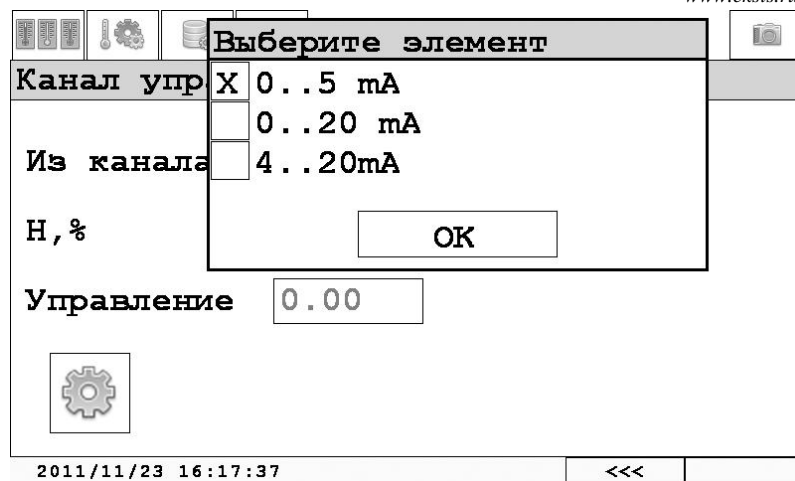 Выберите элемент
Канал упр
X 0..5 mA
0..20 mA
Из канала
4..20mA
H,%
OK
Управление 0.00
2011/11/23 16:17:37 <<<